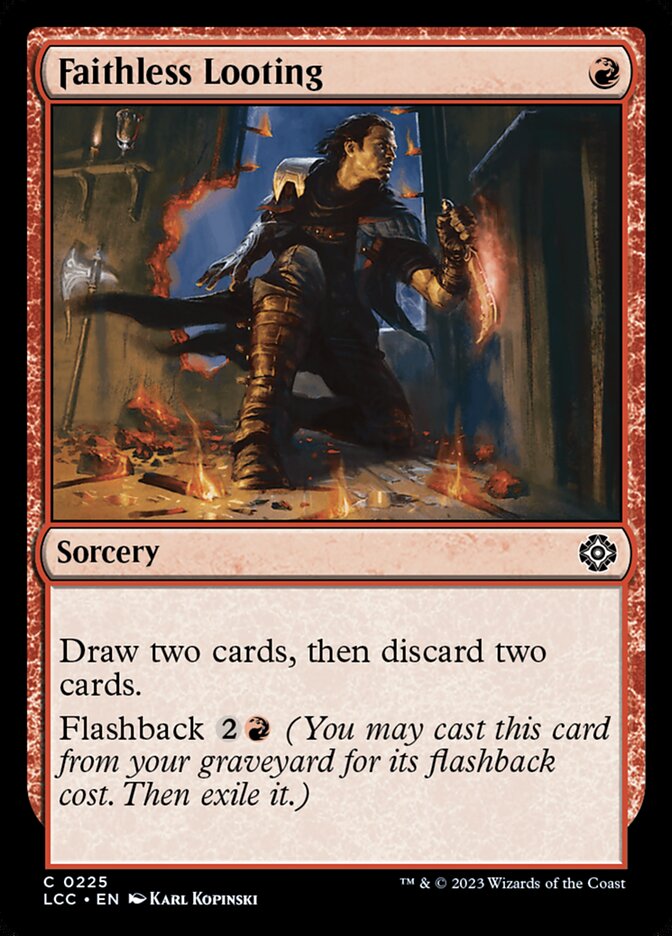 Faithless Looting
Sorcery
Draw two cards, then discard two
cards.
Flashback 2 (You may cast this card
from your graveyard for its flashback
cost. Then exile it.)
C 0225
LCC • EN Karl Kopinski
™ & © 2023 Wizards of the Coast